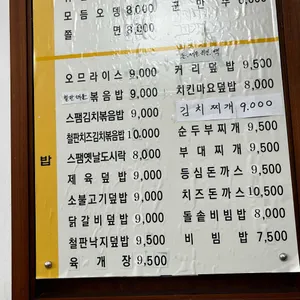 모듬오뎅 8,000
쫄면 8,000
오므라이스 9,000
볶음밥 9,000
스팸김치볶음밥 9,000
철판치즈김치볶음밥 10,000
스팸옛날도시락 8,000
제육덮밥 9,000
소불고기덮밥 9,000
닭갈비덮밥 9,000
철판낙지덮밥 9,500
육개장 9,500
밥
군만두
커리덮밥 9,500
치킨마요덮밥 8,000
김치찌개 9,000
순두부찌개 9,500
부대찌개 9,500
등심돈까스 9,500
치즈돈까스 10,500
돌솥비빔밥 8,000
비빔밥 7,500